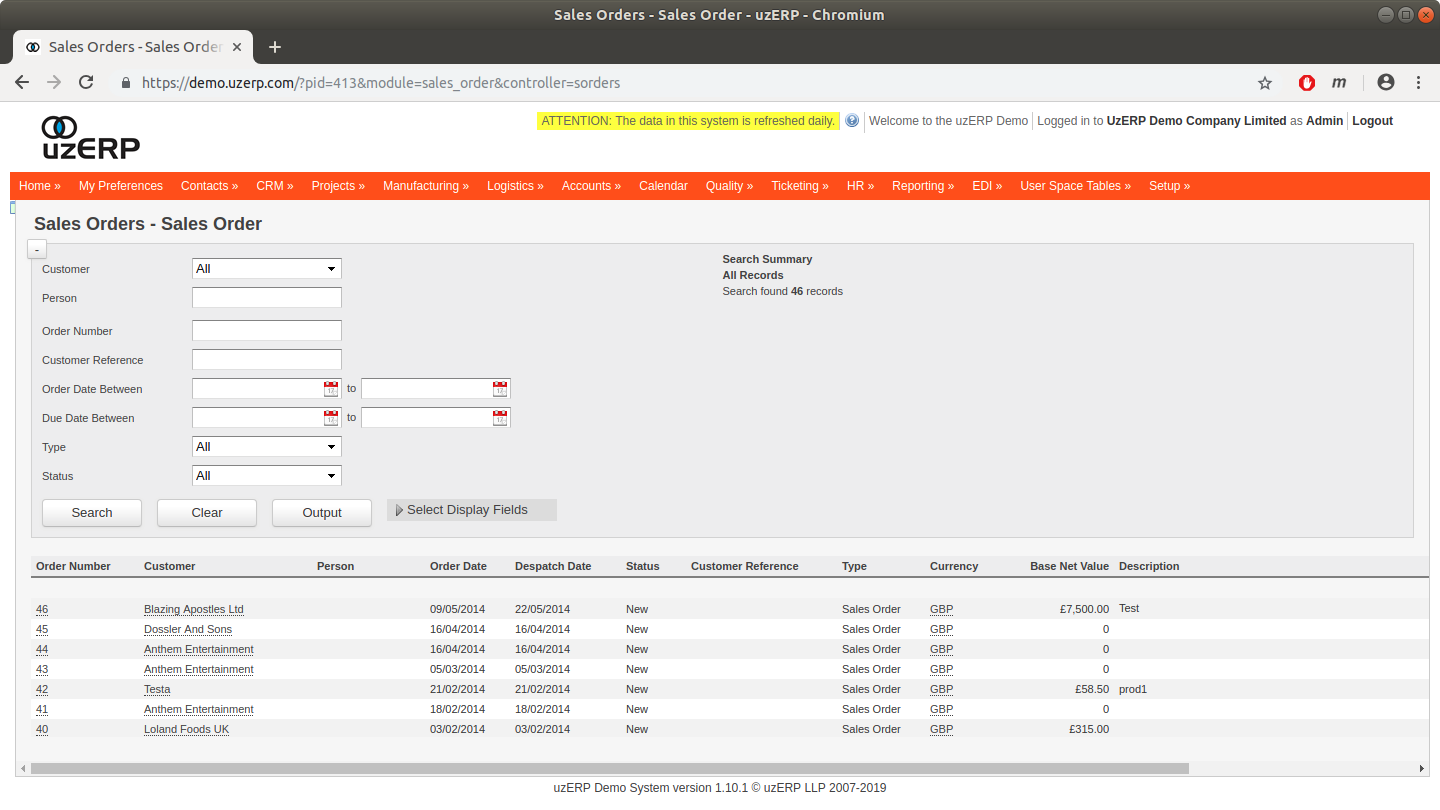 Sales Orders - Sales Order - uzERP - Chromium
Sales Orders - Sales Order
https://demo.uzerp.com/?pid=413&module=sales_order&controller=sorders
m
uzERP
ATTENTION: The data in this system is refreshed daily. ? Welcome to the uzERP Demo Logged in to UzERP Demo Company Limited as Admin Logout
Home » My Preferences Contacts » CRM » Projects » Manufacturing » Logistics » Accounts » Calendar Quality » Ticketing » HR » Reporting » EDI » User Space Tables » Setup »
Sales Orders - Sales Order
-
Customer All
Person
Order Number
Customer Reference
Order Date Between to
Due Date Between to
Type All
Status All
Search Clear Output Select Display Fields
Search Summary
All Records
Search found 46 records
Order Number Customer Person Order Date Despatch Date Status Customer Reference Type Currency Base Net Value Description
46 Blazing Apostles Ltd 09/05/2014 22/05/2014 New Sales Order GBP £7,500.00 Test
45 Dossler And Sons 16/04/2014 16/04/2014 New Sales Order GBP 0
44 Anthem Entertainment 16/04/2014 16/04/2014 New Sales Order GBP 0
43 Anthem Entertainment 05/03/2014 05/03/2014 New Sales Order GBP 0
42 Testa 21/02/2014 21/02/2014 New Sales Order GBP £58.50 prod1
41 Anthem Entertainment 18/02/2014 18/02/2014 New Sales Order GBP 0
40 Loland Foods UK 03/02/2014 03/02/2014 New Sales Order GBP £315.00
uzERP Demo System version 1.10.1 © uzERP LLP 2007-2019